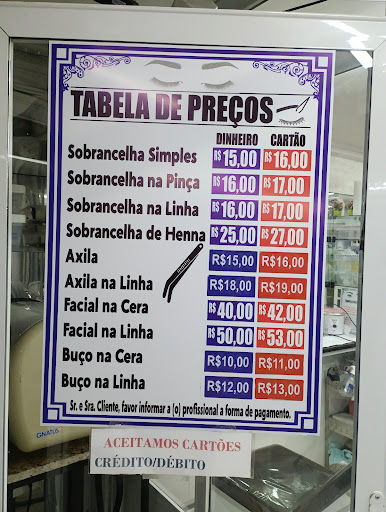 TABELA DE PREÇOS
DINHEIRO CARTÃO
Sobrancelha Simples R$15,00 R$16,00
Sobrancelha na Pinça R$16,00 R$17,00
Sobrancelha na Linha R$16,00 R$17,00
Sobrancelha de Henna R$25,00 R$27,00
Axila R$15,00 R$16,00
Axila na Linha R$18,00 R$19,00
Facial na Cera R$40,00 R$42,00
Facial na Linha R$50,00 R$53,00
Buço na Cera R$10,00 R$11,00
Buço na Linha R$12,00 R$13,00
Sr. e Sra. Cliente, favor informar a (o) profissional a forma de pagamento.
IGNATUS
ACEITAMOS CARTÕES
CRÉDITO/DÉBITO